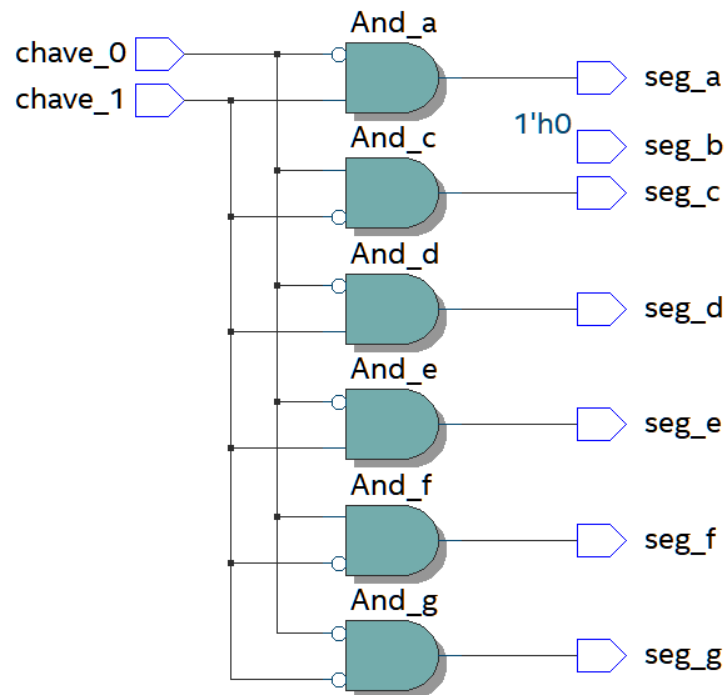 chave_0
chave_1
And_a
seg_a
1'h0
seg_b
And_c
seg_c
And_d
seg_d
And_e
seg_e
And_f
seg_f
And_g
seg_g